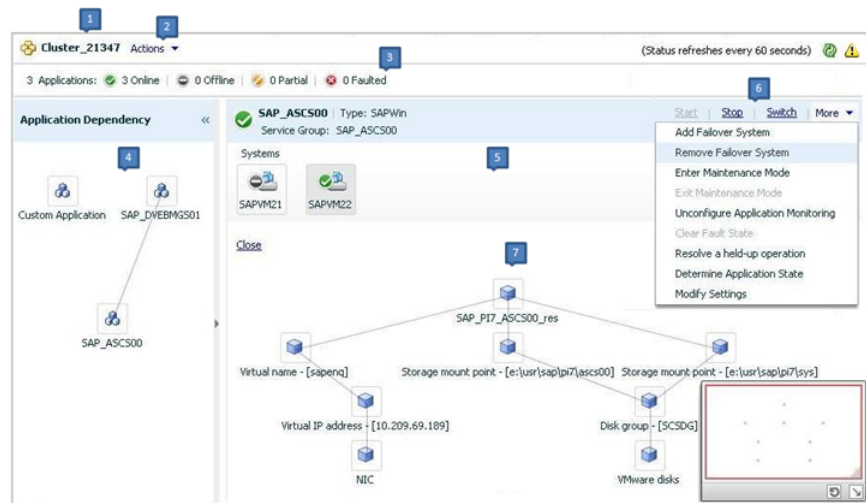 1
2
Cluster_21347 Actions
(Status refreshes every 60 seconds)
3
3 Applications: 3 Online | 0 Offline | 0 Partial | 0 Faulted
6
Application Dependency «
SAP_ASCS00 | Type: SAPWin
Service Group: SAP_ASCS00
Start | Stop | Switch | More
Add Failover System
Remove Failover System
Enter Maintenance Mode
Exit Maintenance Mode
Unconfigure Application Monitoring
Clear Fault State
Resolve a held-up operation
Determine Application State
Modify Settings
4
Custom Application
SAP_DVEBMGS01
SAP_ASCS00
5
Systems
SAPVM21
SAPVM22
Close
7
SAP_PI7_ASCS00_res
Virtual name - [sapenq]
Storage mount point - [e:\usr\sap\pi7\ascs00]
Storage mount point - [e:\usr\sap\pi7\sys]
Virtual IP address - [10.209.69.189]
Disk group - [SCSDG]
NIC
VMware disks